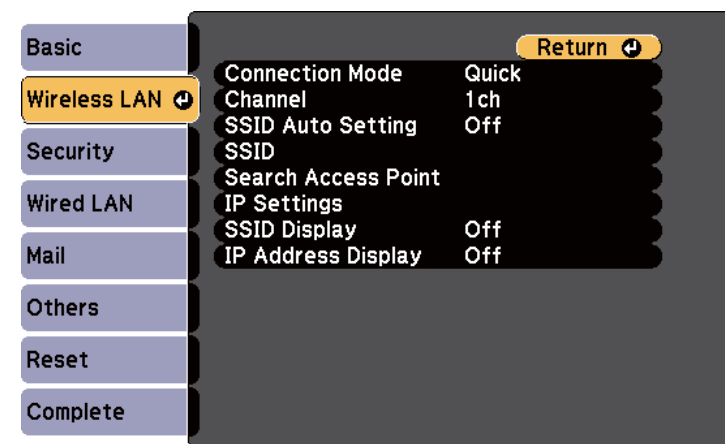 Basic
Wireless LAN
Security
Wired LAN
Mail
Others
Reset
Complete
Return
Connection Mode Quick
Channel 1ch
SSID Auto Setting Off
SSID
Search Access Point
IP Settings
SSID Display Off
IP Address Display Off